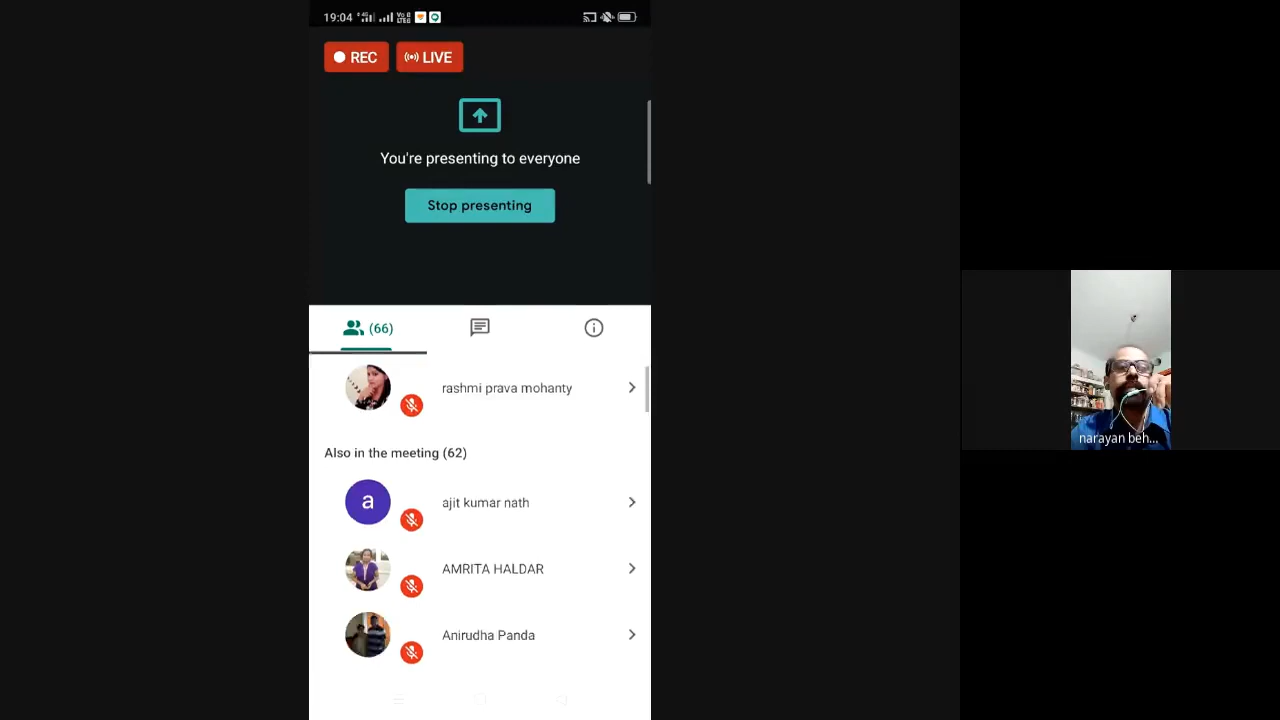 19:04
REC LIVE
You're presenting to everyone
Stop presenting
(66)
rashmi prava mohanty
Also in the meeting (62)
a ajit kumar nath
AMRITA HALDAR
Anirudha Panda
narayan beh...